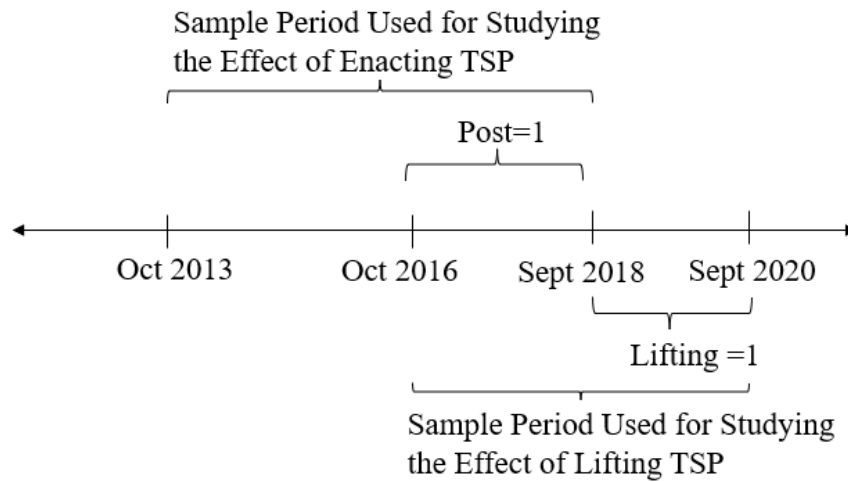 Sample Period Used for Studying
the Effect of Enacting TSP
Post=1
Oct 2013
Oct 2016
Sept 2018
Sept 2020
Lifting =1
Sample Period Used for Studying
the Effect of Lifting TSP